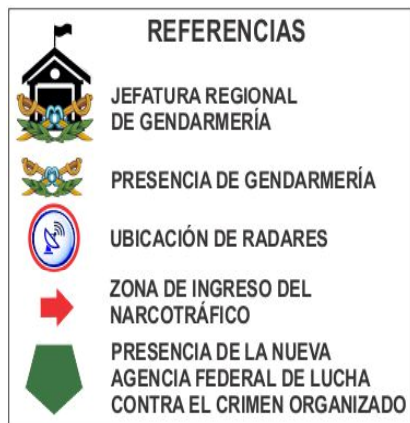 REFERENCIAS
JEFATURA REGIONAL
DE GENDARMERÍA
PRESENCIA DE GENDARMERÍA
UBICACIÓN DE RADARES
ZONA DE INGRESO DEL
NARCOTRÁFICO
PRESENCIA DE LA NUEVA
AGENCIA FEDERAL DE LUCHA
CONTRA EL CRIMEN ORGANIZADO